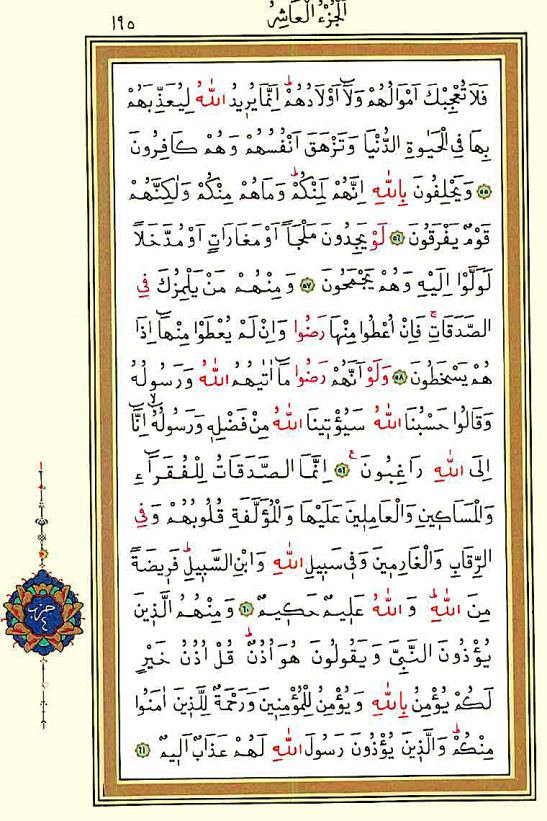 اَلْجُزْءُ الْعَاشِرُ
١٩٥
فَلَا تُعْجِبْكَ اَمْوَالُهُمْ وَلَٓا اَوْلَادُهُمْۜ اِنَّمَا يُرٖيدُ اللّٰهُ لِيُعَذِّبَهُمْ
بِهَا فِى الْحَيٰوةِ الدُّنْيَا وَتَزْهَقَ اَنْفُسُهُمْ وَهُمْ كَافِرُونَ
﴿٥٥﴾ وَيَحْلِفُونَ بِاللّٰهِ اِنَّهُمْ لَمِنْكُمْۜ وَمَاهُمْ مِنْكُمْ وَلٰكِنَّهُمْ
قَوْمٌ يَفْرَقُونَ ﴿٥٦﴾ لَوْ يَجِدُونَ مَلْجَـًٔا اَوْ مَغَارَاتٍ اَوْ مُدَّخَلًا
لَوَلَّوْا اِلَيْهِ وَهُمْ يَجْمَحُونَ ﴿٥٧﴾ وَمِنْهُمْ مَنْ يَلْمِزُكَ فِى
الصَّدَقَاتِۚ فَاِنْ اُعْطُوا مِنْهَا رَضُوا وَاِنْ لَمْ يُعْطَوْا مِنْهَٓا اِذَا
هُمْ يَسْخَطُونَ ﴿٥٨﴾ وَلَوْ اَنَّهُمْ رَضُوا مَٓا اٰتٰيهُمُ اللّٰهُ وَرَسُولُهُ
وَقَالُوا حَسْبُنَا اللّٰهُ سَيُؤْتٖينَا اللّٰهُ مِنْ فَضْلِهٖ وَرَسُولُهُٓۙ اِنَّٓا
اِلَى اللّٰهِ رَاغِبُونَ ﴿٥٩﴾ اِنَّمَا الصَّدَقَاتُ لِلْفُقَرَٓاءِ
وَالْمَسَاكٖينِ وَالْعَامِلٖينَ عَلَيْهَا وَالْمُؤَلَّفَةِ قُلُوبُهُمْ وَفِى
الرِّقَابِ وَالْغَارِمٖينَ وَفٖى سَبٖيلِ اللّٰهِ وَابْنِ السَّبٖيلِۜ فَرٖيضَةً
مِنَ اللّٰهِۜ وَاللّٰهُ عَلٖيمٌ حَكٖيمٌ ﴿٦٠﴾ وَمِنْهُمُ الَّذٖينَ
يُؤْذُونَ النَّبِىَّ وَيَقُولُونَ هُوَ اُذُنٌۜ قُلْ اُذُنُ خَيْرٍ
لَكُمْ يُؤْمِنُ بِاللّٰهِ وَيُؤْمِنُ لِلْمُؤْمِنٖينَ وَرَحْمَةٌ لِلَّذٖينَ اٰمَنُوا
مِنْكُمْۜ وَالَّذٖينَ يُؤْذُونَ رَسُولَ اللّٰهِ لَهُمْ عَذَابٌ اَلٖيمٌ ﴿٦١﴾
حزب
٤